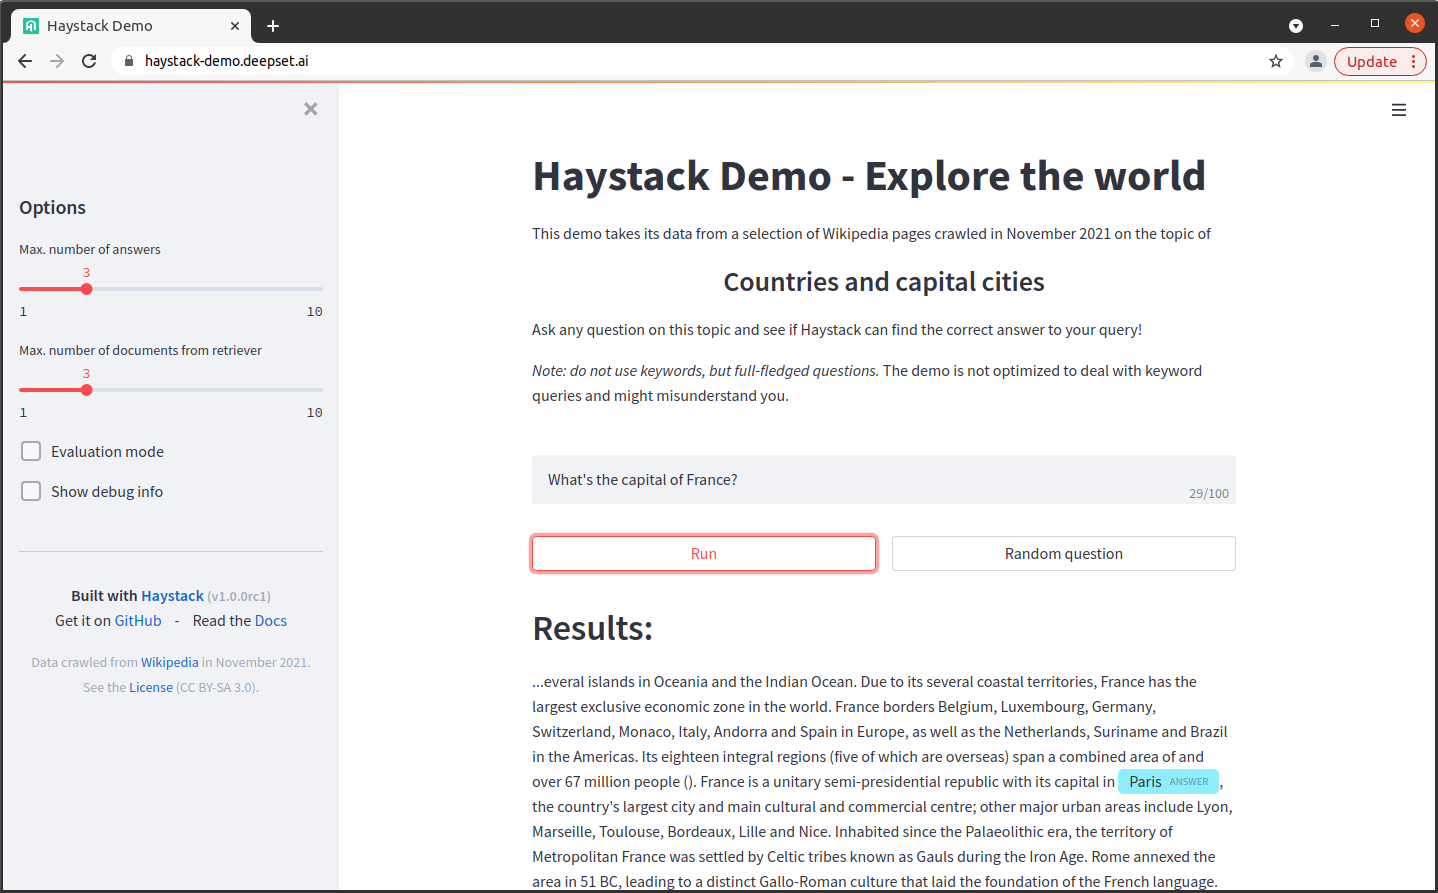 Haystack Demo
haystack-demo.deepset.ai
Update
Options
Max. number of answers
3
1 10
Max. number of documents from retriever
3
1 10
Evaluation mode
Show debug info
Built with Haystack (v1.0.0rc1)
Get it on GitHub - Read the Docs
Data crawled from Wikipedia in November 2021.
See the License (CC BY-SA 3.0).
Haystack Demo - Explore the world
This demo takes its data from a selection of Wikipedia pages crawled in November 2021 on the topic of
Countries and capital cities
Ask any question on this topic and see if Haystack can find the correct answer to your query!
Note: do not use keywords, but full-fledged questions. The demo is not optimized to deal with keyword
queries and might misunderstand you.
What's the capital of France?
29/100
Run
Random question
Results:
...everal islands in Oceania and the Indian Ocean. Due to its several coastal territories, France has the
largest exclusive economic zone in the world. France borders Belgium, Luxembourg, Germany,
Switzerland, Monaco, Italy, Andorra and Spain in Europe, as well as the Netherlands, Suriname and Brazil
in the Americas. Its eighteen integral regions (five of which are overseas) span a combined area of and
over 67 million people (). France is a unitary semi-presidential republic with its capital in Paris ANSWER ,
the country's largest city and main cultural and commercial centre; other major urban areas include Lyon,
Marseille, Toulouse, Bordeaux, Lille and Nice. Inhabited since the Palaeolithic era, the territory of
Metropolitan France was settled by Celtic tribes known as Gauls during the Iron Age. Rome annexed the
area in 51 BC, leading to a distinct Gallo-Roman culture that laid the foundation of the French language.